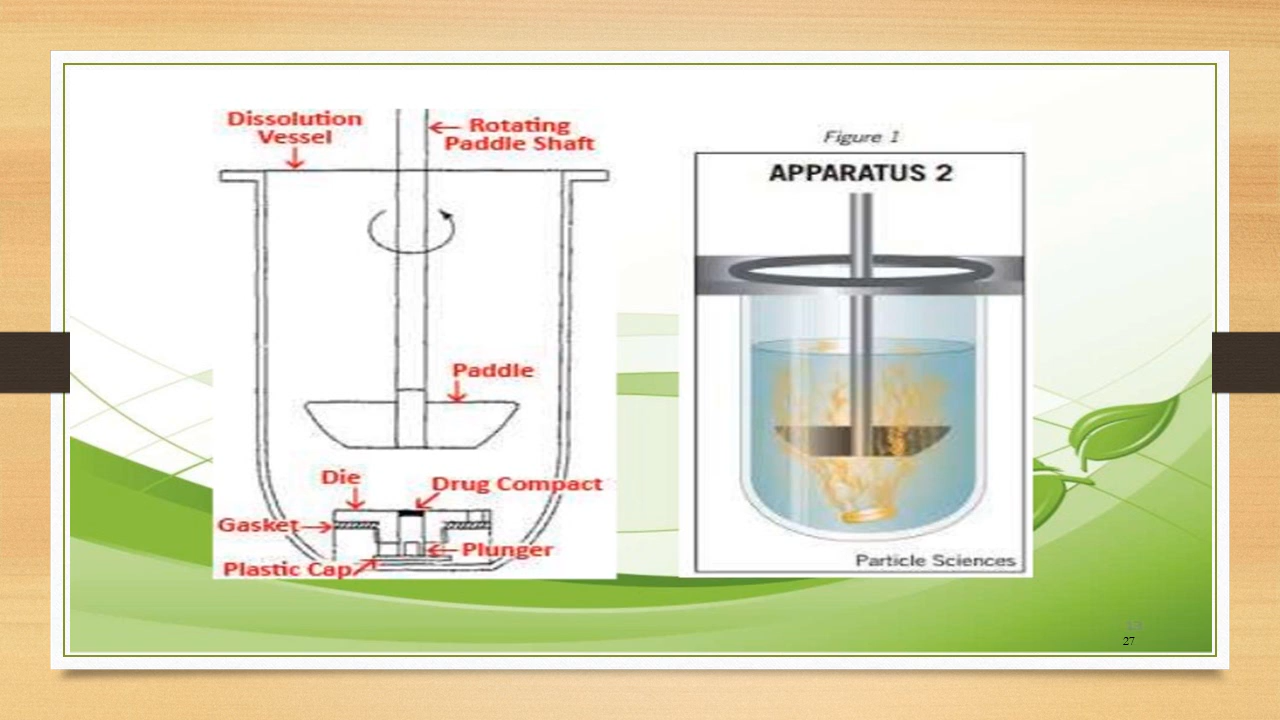 Dissolution
Vessel
Rotating
Paddle Shaft
Paddle
Die
Drug Compact
Gasket
Plunger
Plastic Cap
Figure 1
APPARATUS 2
Particle Sciences
27